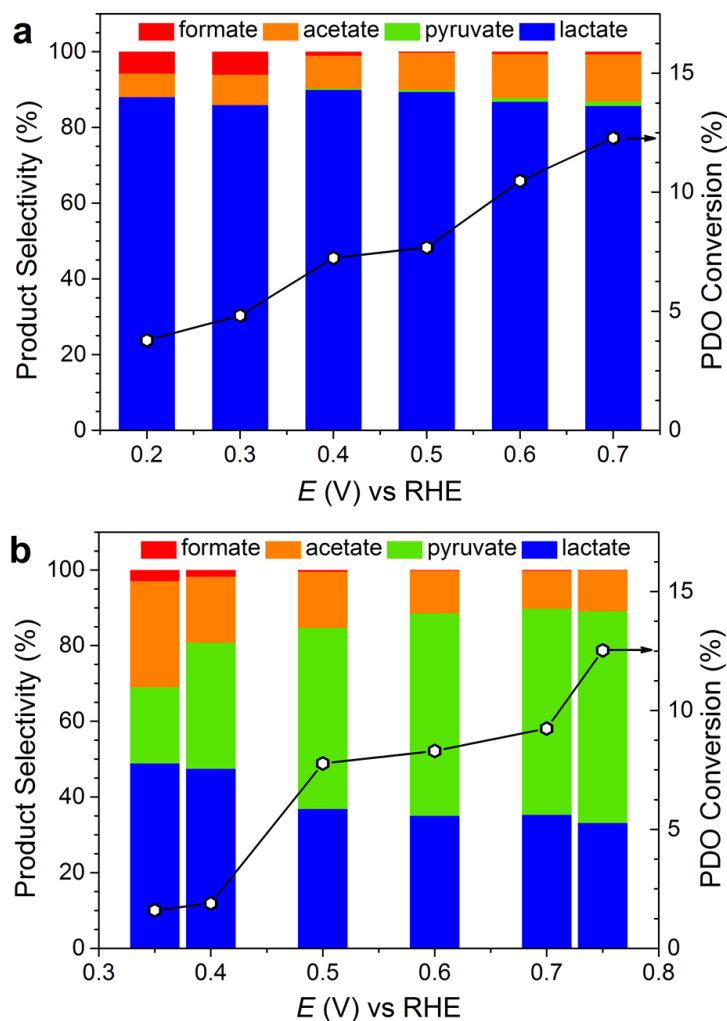 a
formate acetate pyruvate lactate
100
80
60
40
20
0
Product Selectivity (%)
15
10
5
0
PDO Conversion (%)
0.2 0.3 0.4 0.5 0.6 0.7
E (V) vs RHE
b
formate acetate pyruvate lactate
100
80
60
40
20
0
Product Selectivity (%)
15
10
5
0
PDO Conversion (%)
0.3 0.4 0.5 0.6 0.7 0.8
E (V) vs RHE